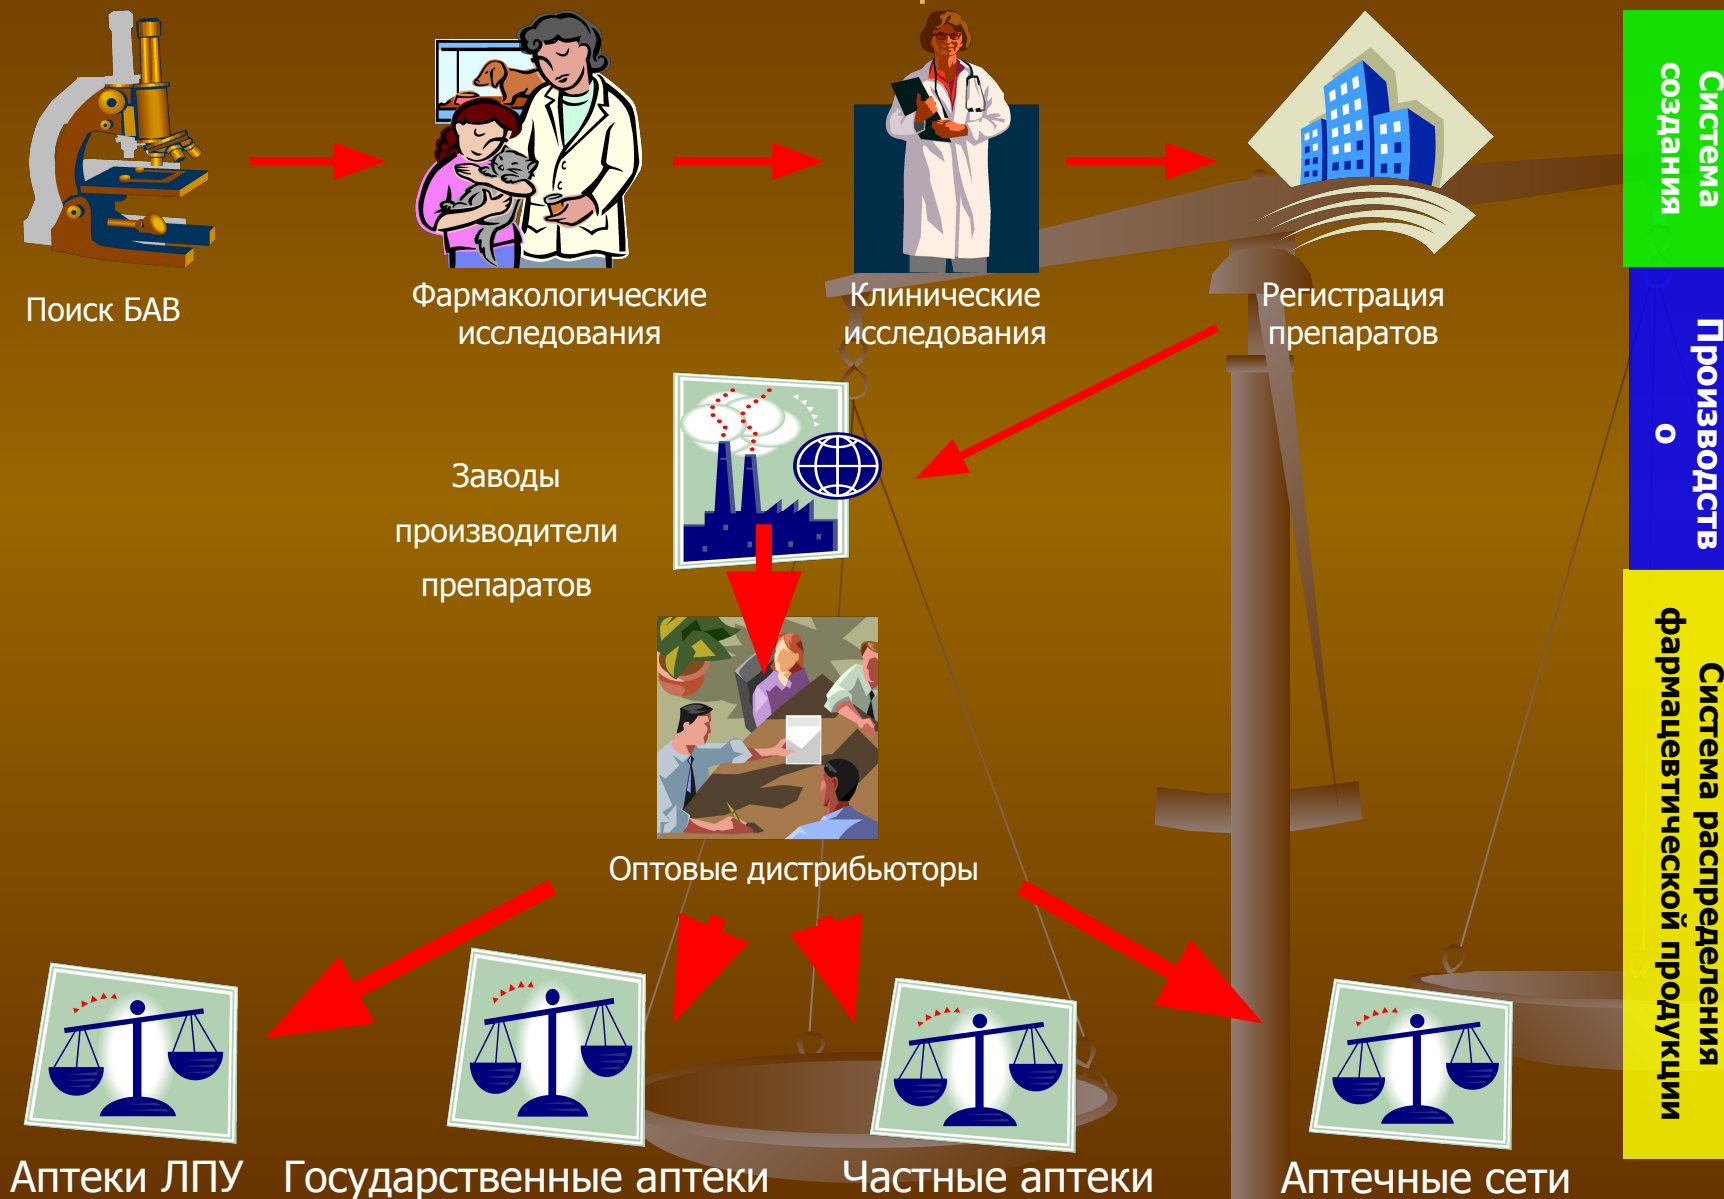 Поиск БАВ
Фармакологические
исследования
Клинические
исследования
Регистрация
препаратов
Заводы
производители
препаратов
Оптовые дистрибьюторы
Аптеки ЛПУ
Государственные аптеки
Частные аптеки
Аптечные сети
Система
создания
Производств
о
Система распределения
фармацевтической продукции